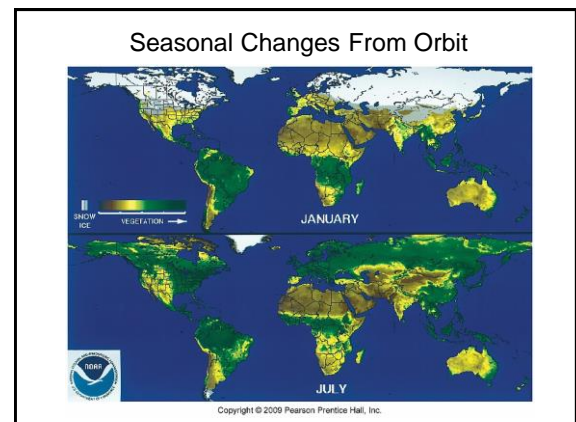 Seasonal Changes From Orbit
SNOW
ICE
VEGETATION
JANUARY
NOAA
JULY
Copyright © 2009 Pearson Prentice Hall, Inc.